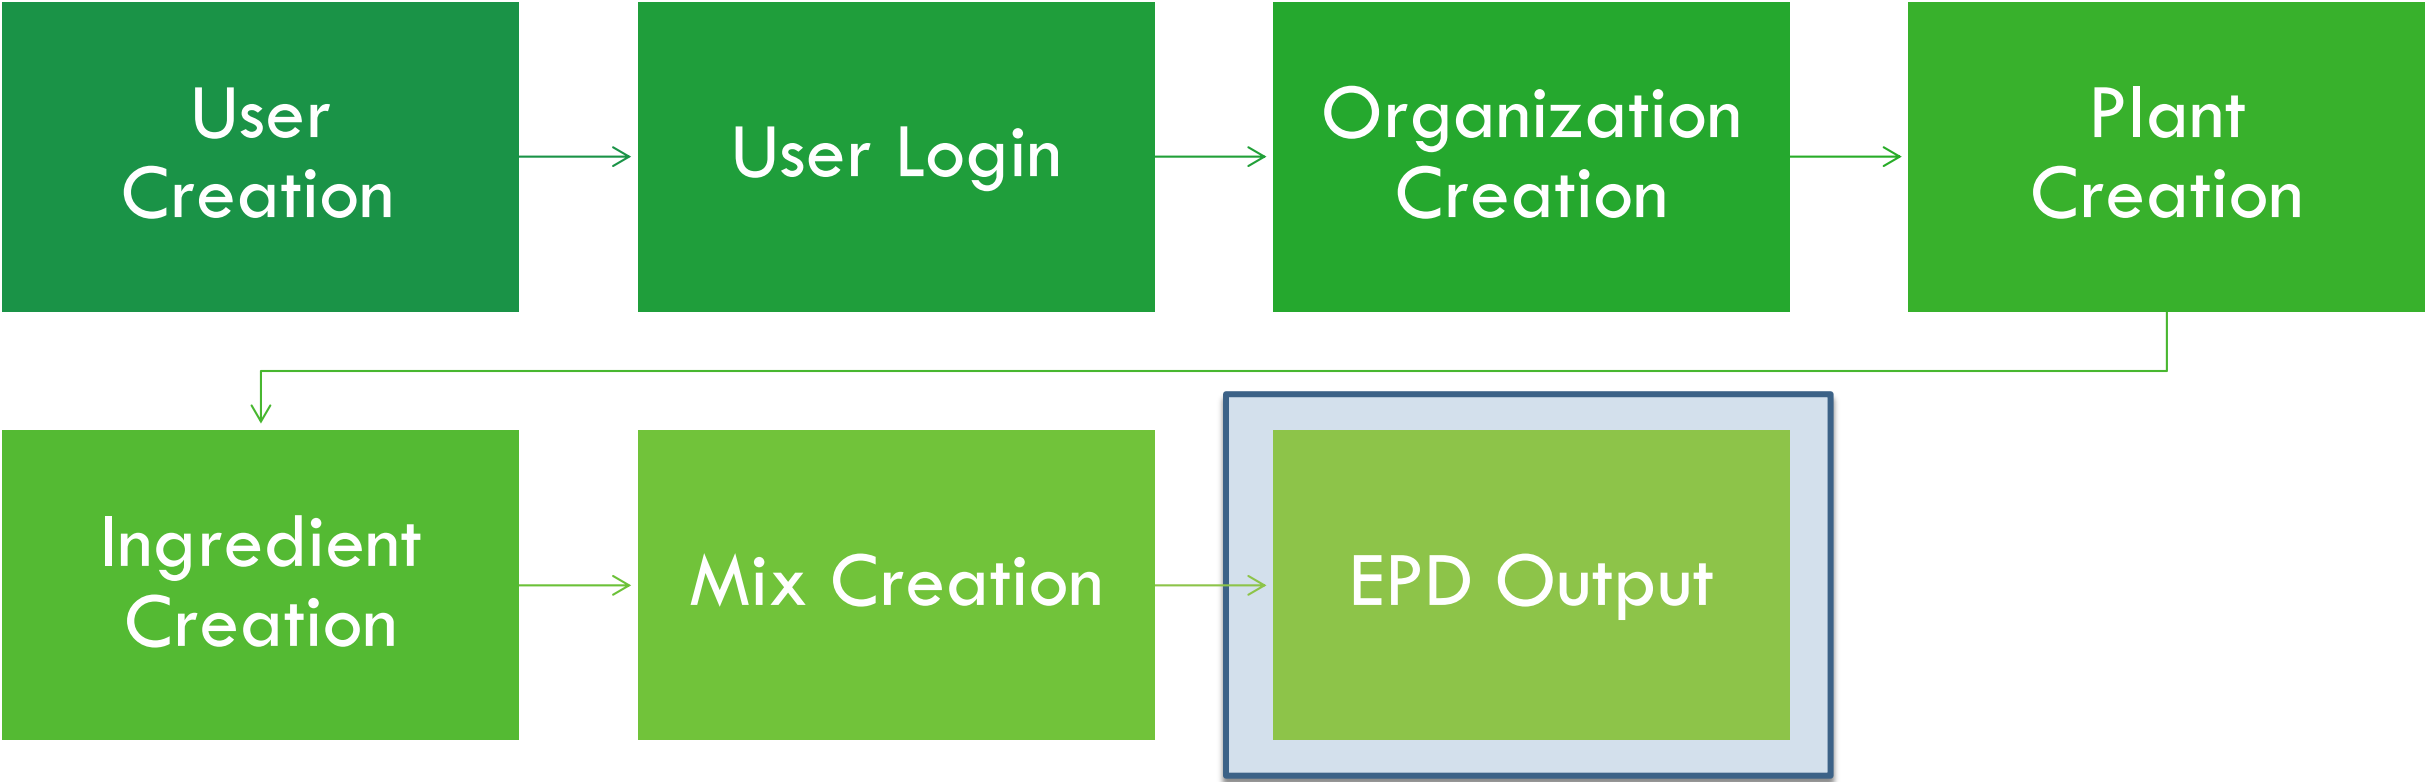 User
Creation
User Login
Organization
Creation
Plant
Creation
Ingredient
Creation
Mix Creation
EPD Output